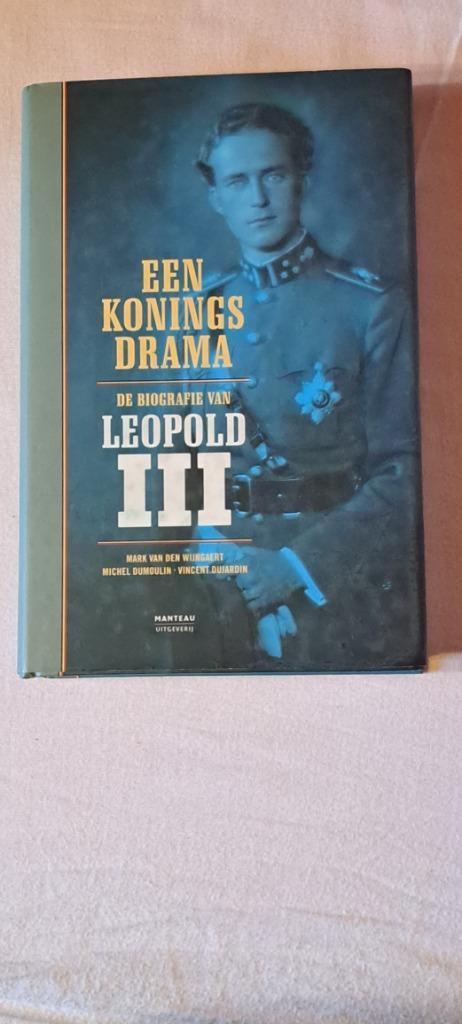 EEN
KONINGS
DRAMA
DE BIOGRAFIE VAN
LEOPOLD
III
MARK VAN DEN WIJNGAERT
MICHEL DUMOULIN · VINCENT DUJARDIN
MANTEAU
UITGEVERIJ